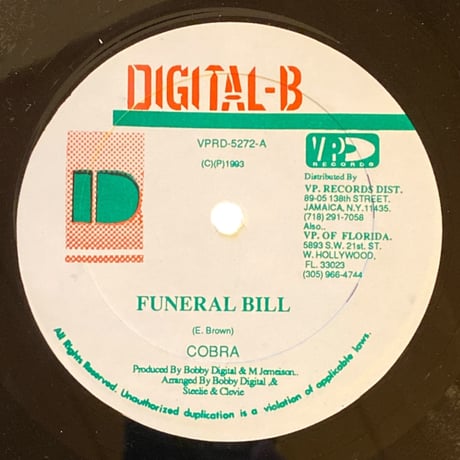 DIGITAL-B
VPRD-5272-A
(C)(P)1993
VP
RECORDS
Distributed By
VP. RECORDS DIST.
89-05 138th STREET.
JAMAICA, N.Y.11435.
(718) 291-7058
Also..
VP. OF FLORIDA.
5893 S.W. 21st. ST.
W. HOLLYWOOD,
FL. 33023
(305) 966-4744
D
FUNERAL BILL
(E. Brown)
COBRA
Produced By Bobby Digital & M Jemeison..
Arranged By Bobby Digital ,&
Steelie & Clevie
All Rights Reserved. Unauthorized duplication is a violation of applicable laws.